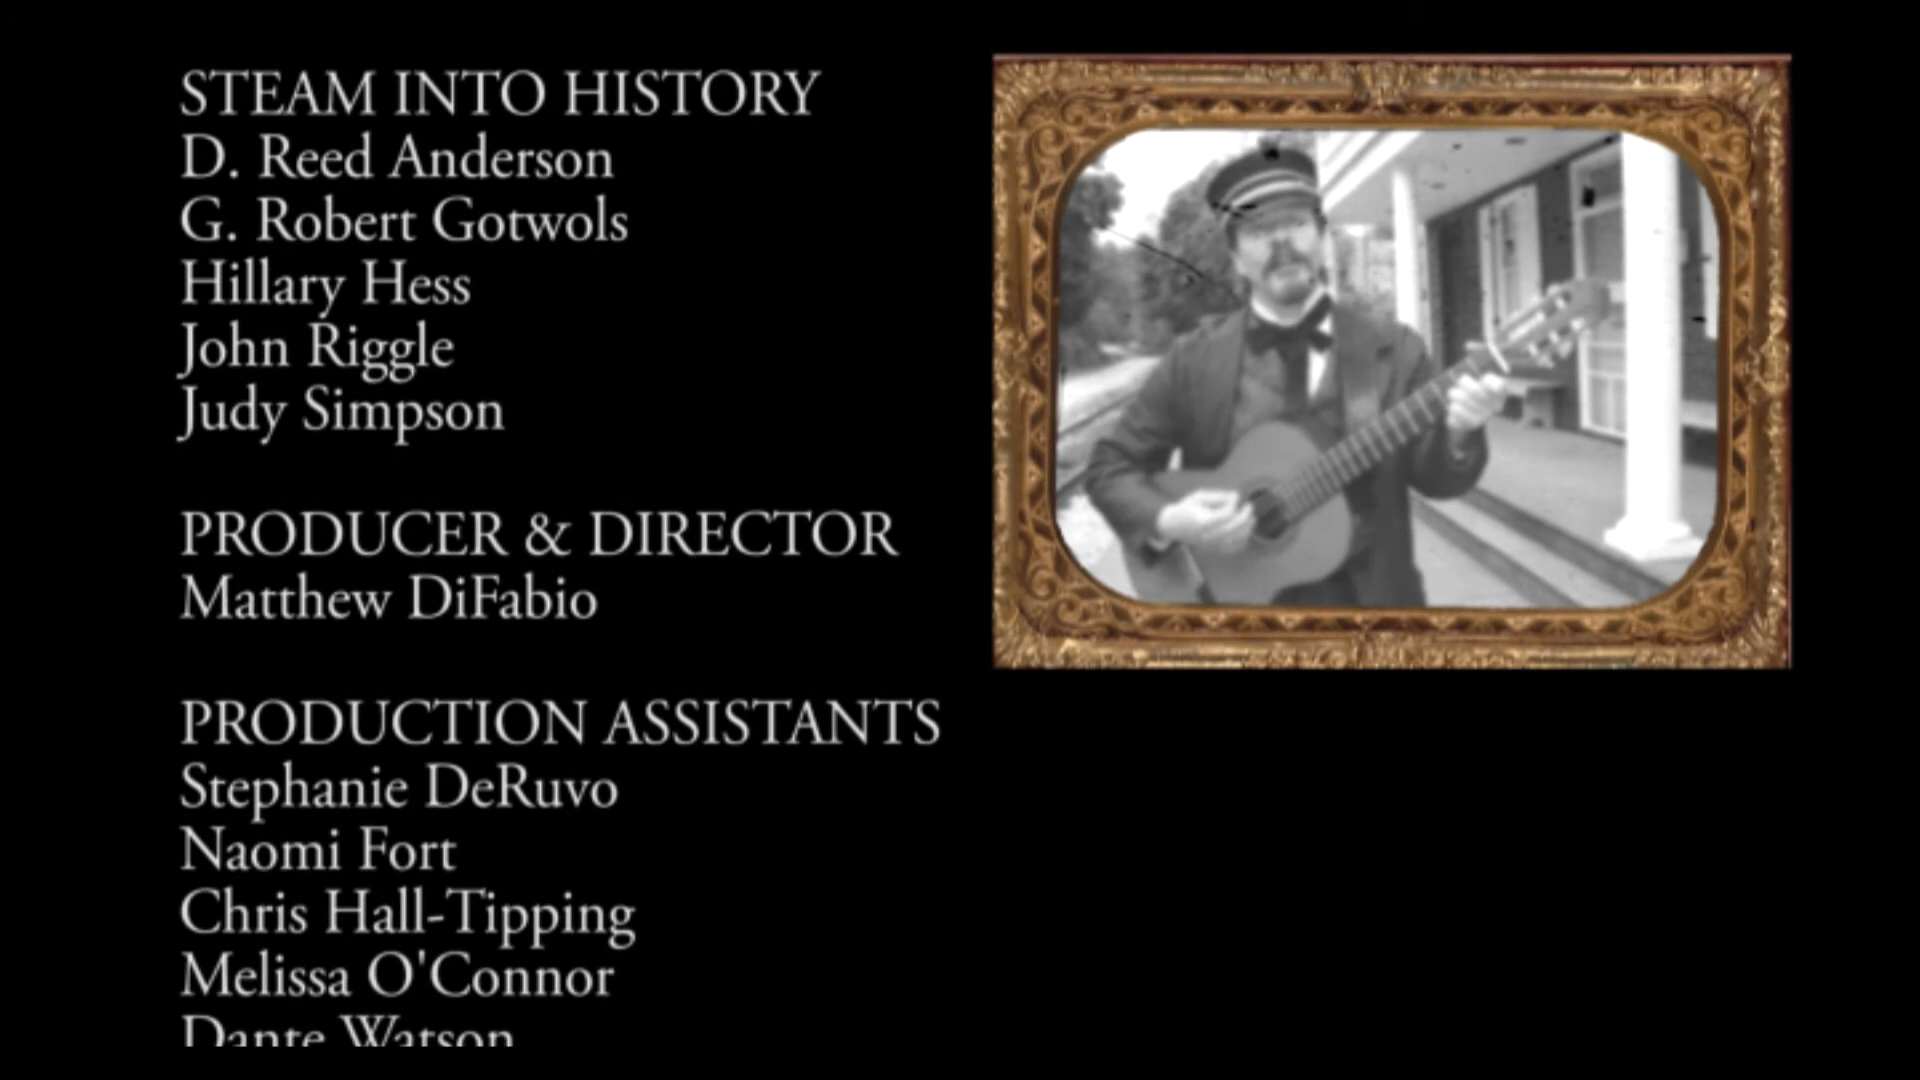 STEAM INTO HISTORY
D. Reed Anderson
G. Robert Gotwols
Hillary Hess
John Riggle
Judy Simpson
PRODUCER & DIRECTOR
Matthew DiFabio
PRODUCTION ASSISTANTS
Stephanie DeRuvo
Naomi Fort
Chris Hall-Tipping
Melissa O'Connor
Dante Watson